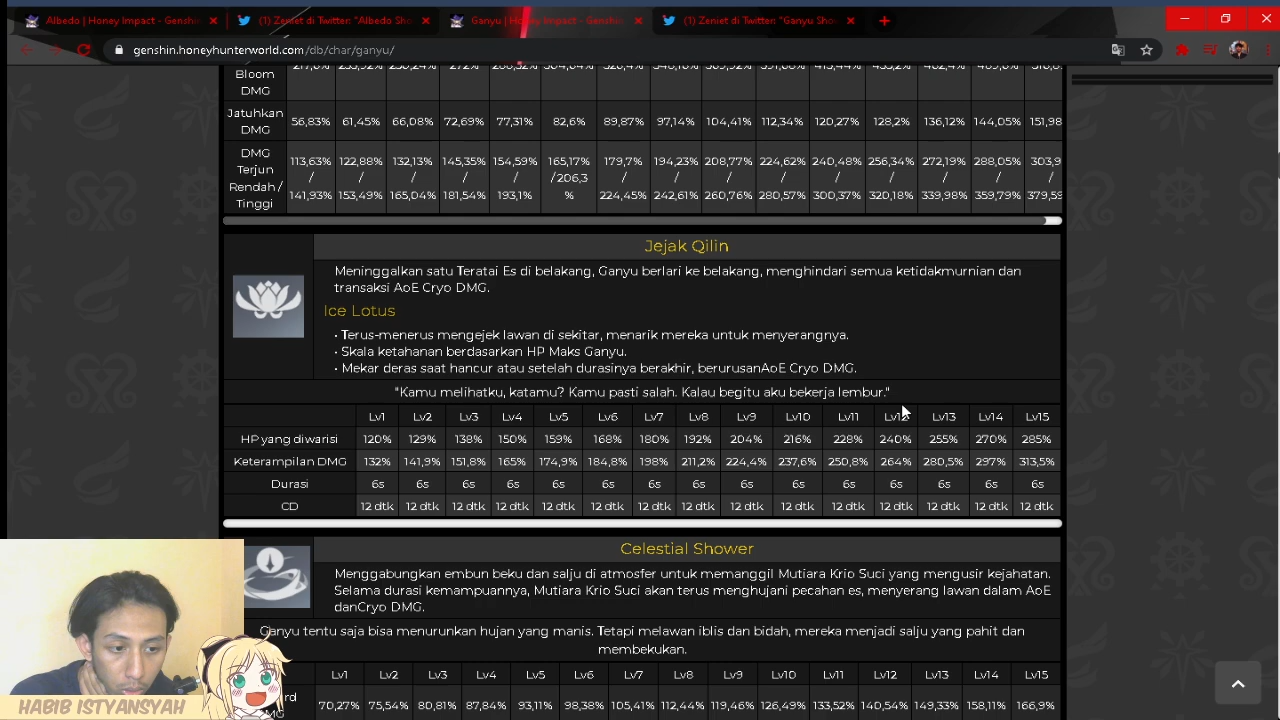 Albedo | Honey Impact - Genshin
(1) Zeniet di Twitter: "Albedo Sho
Ganyu | Honey Impact - Genshin
(1) Zeniet di Twitter: "Ganyu Sho
genshin.honeyhunterworld.com/db/char/ganyu/
Bloom
DMG
Jatuhkan DMG 56,83% 61,45% 66,08% 72,69% 77,31% 82,6% 89,87% 97,14% 104,41% 112,34% 120,27% 128,2% 136,12% 144,05% 151,98
DMG Terjun Rendah / Tinggi 113,63% / 141,93% 122,88% / 153,49% 132,13% / 165,04% 145,35% / 181,54% 154,59% / 193,1% 165,17% / 206,3 % 179,7% / 224,45% 194,23% / 242,61% 208,77% / 260,76% 224,62% / 280,57% 240,48% / 300,37% 256,34% / 320,18% 272,19% / 339,98% 288,05% / 359,79% 303,9 / 379,59
Jejak Qilin
Meninggalkan satu Teratai Es di belakang, Ganyu berlari ke belakang, menghindari semua ketidakmurnian dan
transaksi AoE Cryo DMG.
Ice Lotus
• Terus-menerus mengejek lawan di sekitar, menarik mereka untuk menyerangnya.
• Skala ketahanan berdasarkan HP Maks Ganyu.
• Mekar deras saat hancur atau setelah durasinya berakhir, berurusanAoE Cryo DMG.
"Kamu melihatku, katamu? Kamu pasti salah. Kalau begitu aku bekerja lembur."
Lv1 Lv2 Lv3 Lv4 Lv5 Lv6 Lv7 Lv8 Lv9 Lv10 Lv11 Lv12 Lv13 Lv14 Lv15
HP yang diwarisi 120% 129% 138% 150% 159% 168% 180% 192% 204% 216% 228% 240% 255% 270% 285%
Keterampilan DMG 132% 141,9% 151,8% 165% 174,9% 184,8% 198% 211,2% 224,4% 237,6% 250,8% 264% 280,5% 297% 313,5%
Durasi 6s 6s 6s 6s 6s 6s 6s 6s 6s 6s 6s 6s 6s 6s 6s
CD 12 dtk 12 dtk 12 dtk 12 dtk 12 dtk 12 dtk 12 dtk 12 dtk 12 dtk 12 dtk 12 dtk 12 dtk 12 dtk 12 dtk 12 dtk
Celestial Shower
Menggabungkan embun beku dan salju di atmosfer untuk memanggil Mutiara Krio Suci yang mengusir kejahatan.
Selama durasi kemampuannya, Mutiara Krio Suci akan terus menghujani pecahan es, menyerang lawan dalam AoE
danCryo DMG.
Ganyu tentu saja bisa menurunkan hujan yang manis. Tetapi melawan iblis dan bidah, mereka menjadi salju yang pahit dan
membekukan.
Lv1 Lv2 Lv3 Lv4 Lv5 Lv6 Lv7 Lv8 Lv9 Lv10 Lv11 Lv12 Lv13 Lv14 Lv15
70,27% 75,54% 80,81% 87,84% 93,11% 98,38% 105,41% 112,44% 119,46% 126,49% 133,52% 140,54% 149,33% 158,11% 166,9%
HABIB ISTYANSYAH